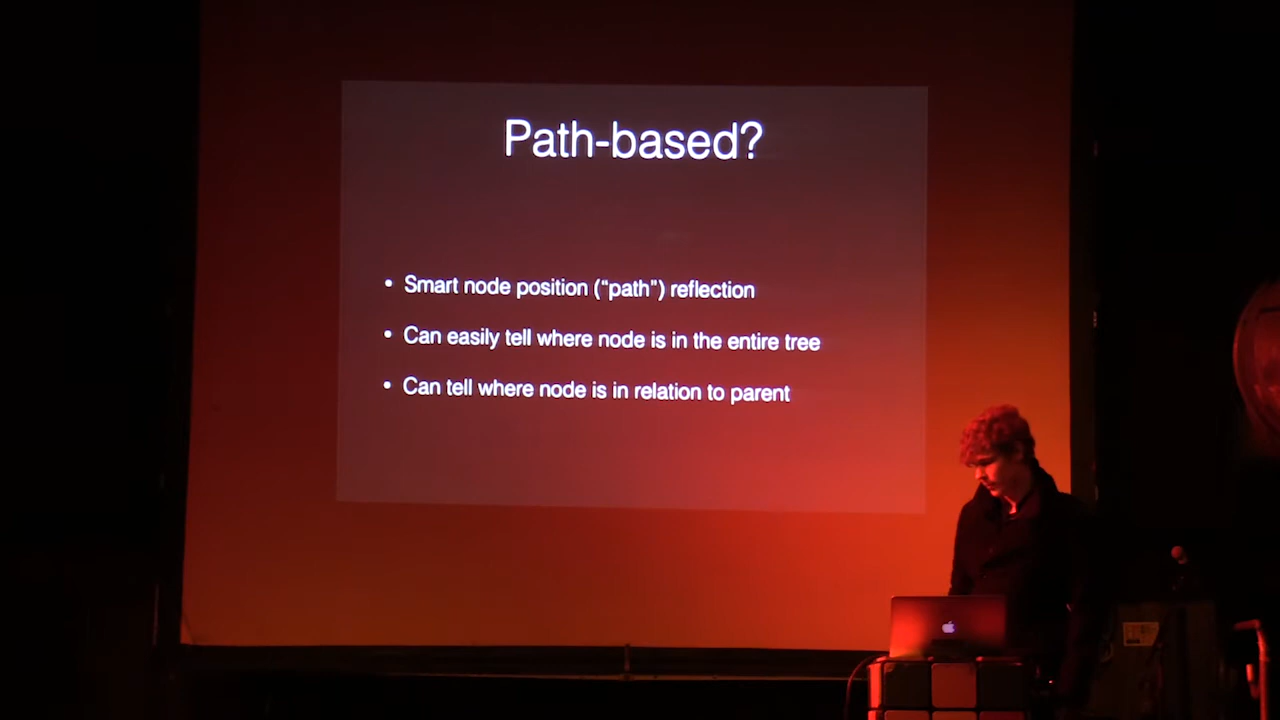 Path-based?
• Smart node position (“path”) reflection
• Can easily tell where node is in the entire tree
• Can tell where node is in relation to parent